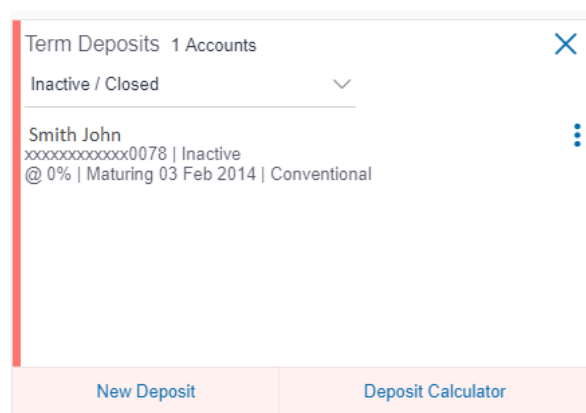 Term Deposits 1 Accounts
Inactive / Closed
Smith John
xxxxxxxxxxxx0078 | Inactive
@ 0% | Maturing 03 Feb 2014 | Conventional
New Deposit
Deposit Calculator